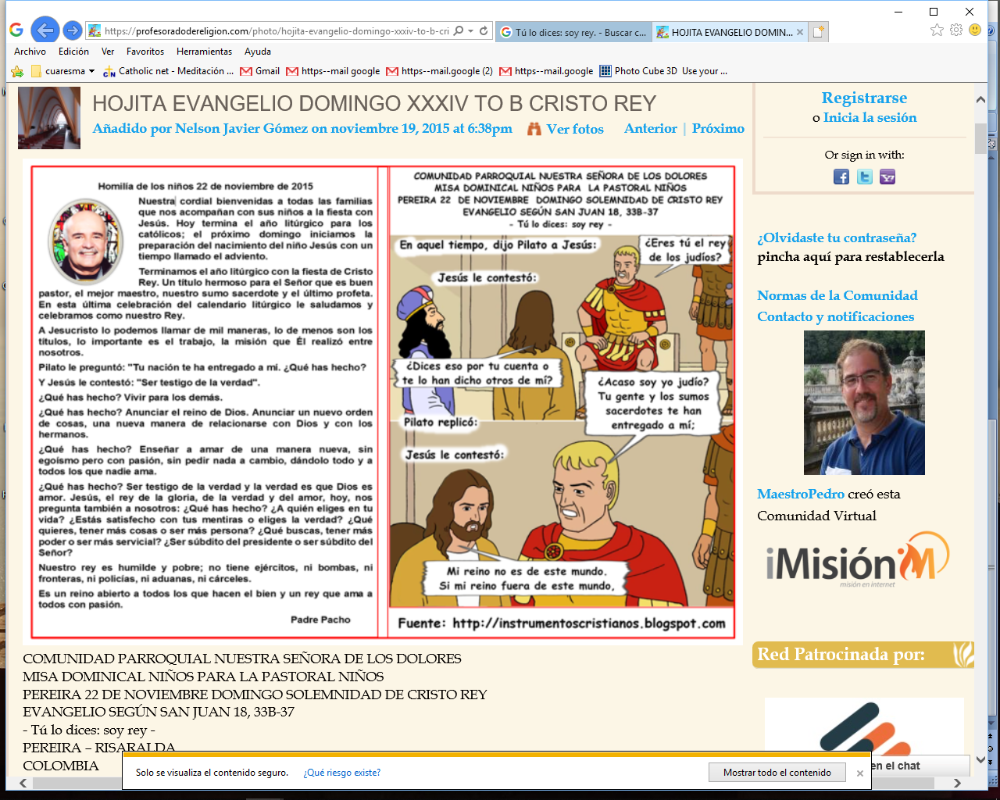 https://profesoradodereligion.com/photo/hojita-evangelio-domingo-xxxiv-to-b-cri
Tú lo dices: soy rey. - Buscar c...
HOJITA EVANGELIO DOMIN...
Archivo Edición Ver Favoritos Herramientas Ayuda
cuaresma Catholic net - Meditación ... Gmail https--mail google https--mail.google (2) https--mail.google Photo Cube 3D Use your ...
HOJITA EVANGELIO DOMINGO XXXIV TO B CRISTO REY
Añadido por Nelson Javier Gómez on noviembre 19, 2015 at 6:38pm Ver fotos Anterior | Próximo
Homilía de los niños 22 de noviembre de 2015
Nuestra cordial bienvenidas a todas las familias
que nos acompañan con sus niños a la fiesta con
Jesús. Hoy termina el año litúrgico para los
católicos; el próximo domingo iniciamos la
preparación del nacimiento del niño Jesús con un
tiempo llamado el adviento.
Terminamos el año litúrgico con la fiesta de Cristo
Rey. Un título hermoso para el Señor que es buen
pastor, el mejor maestro, nuestro sumo sacerdote y el último profeta.
En esta última celebración del calendario litúrgico le saludamos y
celebramos como nuestro Rey.
A Jesucristo lo podemos llamar de mil maneras, lo de menos son los
títulos, lo importante es el trabajo, la misión que Él realizó entre
nosotros.
Pilato le preguntó: "Tu nación te ha entregado a mí. ¿Qué has hecho?
Y Jesús le contestó: "Ser testigo de la verdad".
¿Qué has hecho? Vivir para los demás.
¿Qué has hecho? Anunciar el reino de Dios. Anunciar un nuevo orden
de cosas, una nueva manera de relacionarse con Dios y con los
hermanos.
¿Qué has hecho? Enseñar a amar de una manera nueva, sin
egoísmo pero con pasión, sin pedir nada a cambio, dándolo todo y a
todos los que nadie ama.
¿Qué has hecho? Ser testigo de la verdad y la verdad es que Dios es
amor. Jesús, el rey de la gloria, de la verdad y del amor, hoy, nos
pregunta también a nosotros: ¿Qué has hecho? ¿A quién eliges en tu
vida? ¿Estás satisfecho con tus mentiras o eliges la verdad? ¿Qué
quieres, tener más cosas o ser más persona? ¿Qué buscas, tener más
poder o ser más servicial? ¿Ser súbdito del presidente o ser súbdito del
Señor?
Nuestro rey es humilde y pobre; no tiene ejércitos, ni bombas, ni
fronteras, ni policías, ni aduanas, ni cárceles.
Es un reino abierto a todos los que hacen el bien y un rey que ama a
todos con pasión.
Padre Pacho
COMUNIDAD PARROQUIAL NUESTRA SEÑORA DE LOS DOLORES
MISA DOMINICAL NIÑOS PARA LA PASTORAL NIÑOS
PEREIRA 22 DE NOVIEMBRE DOMINGO SOLEMNIDAD DE CRISTO REY
EVANGELIO SEGÚN SAN JUAN 18, 33B-37
- Tú lo dices: soy rey -
En aquel tiempo, dijo Pilato a Jesús:
¿Eres tú el rey
de los judíos?
Jesús le contestó:
¿Dices eso por tu cuenta o
te lo han dicho otros de mí?
Pilato replicó:
¿Acaso soy yo judío?
Tu gente y los sumos
sacerdotes te han
entregado a mí;
Jesús le contestó:
Mi reino no es de este mundo.
Si mi reino fuera de este mundo,
Fuente: http://instrumentoscristianos.blogspot.com
COMUNIDAD PARROQUIAL NUESTRA SEÑORA DE LOS DOLORES
MISA DOMINICAL NIÑOS PARA LA PASTORAL NIÑOS
PEREIRA 22 DE NOVIEMBRE DOMINGO SOLEMNIDAD DE CRISTO REY
EVANGELIO SEGÚN SAN JUAN 18, 33B-37
- Tú lo dices: soy rey -
PEREIRA – RISARALDA
COLOMBIA
Registrarse
o Inicia la sesión
Or sign in with:
¿Olvidaste tu contraseña?
pincha aquí para restablecerla
Normas de la Comunidad
Contacto y notificaciones
MaestroPedro creó esta
Comunidad Virtual
iMisión
misión en internet
Red Patrocinada por:
en el chat
Solo se visualiza el contenido seguro. ¿Qué riesgo existe? Mostrar todo el contenido